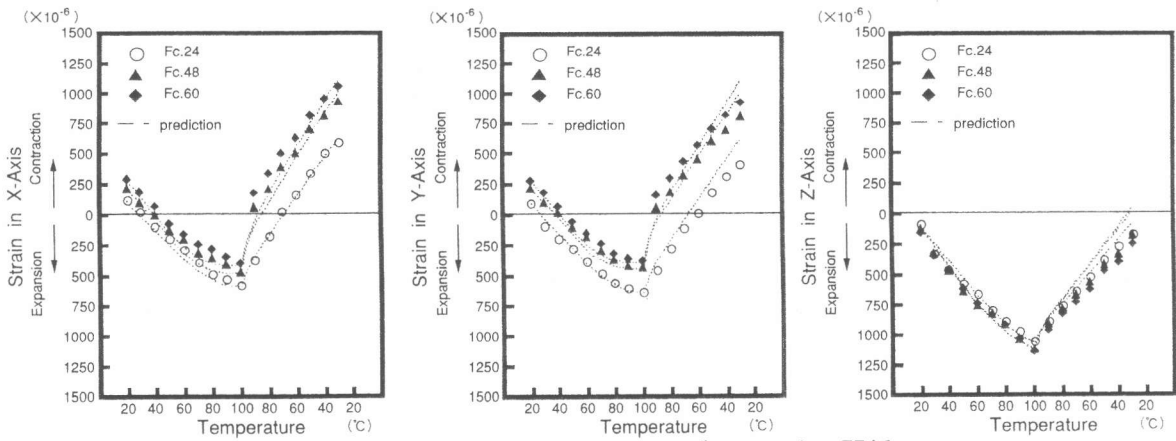 (×10⁻⁶)
1500
1250
1000
750
500
250
0
250
500
750
1000
1250
1500
Strain in X-Axis
Contraction
Expansion
Fc.24
Fc.48
Fc.60
prediction
20 40 60 80 100 80 60 40 20
Temperature (℃)
(×10⁻⁶)
1500
1250
1000
750
500
250
0
250
500
750
1000
1250
1500
Strain in Y-Axis
Contraction
Expansion
Fc.24
Fc.48
Fc.60
prediction
20 40 60 80 100 80 60 40 20
Temperature (℃)
(×10⁻⁶)
1500
1250
1000
750
500
250
0
250
500
750
1000
1250
1500
Strain in Z-Axis
Contraction
Expansion
Fc.24
Fc.48
Fc.60
prediction
20 40 60 80 100 80 60 40 20
Temperature (℃)